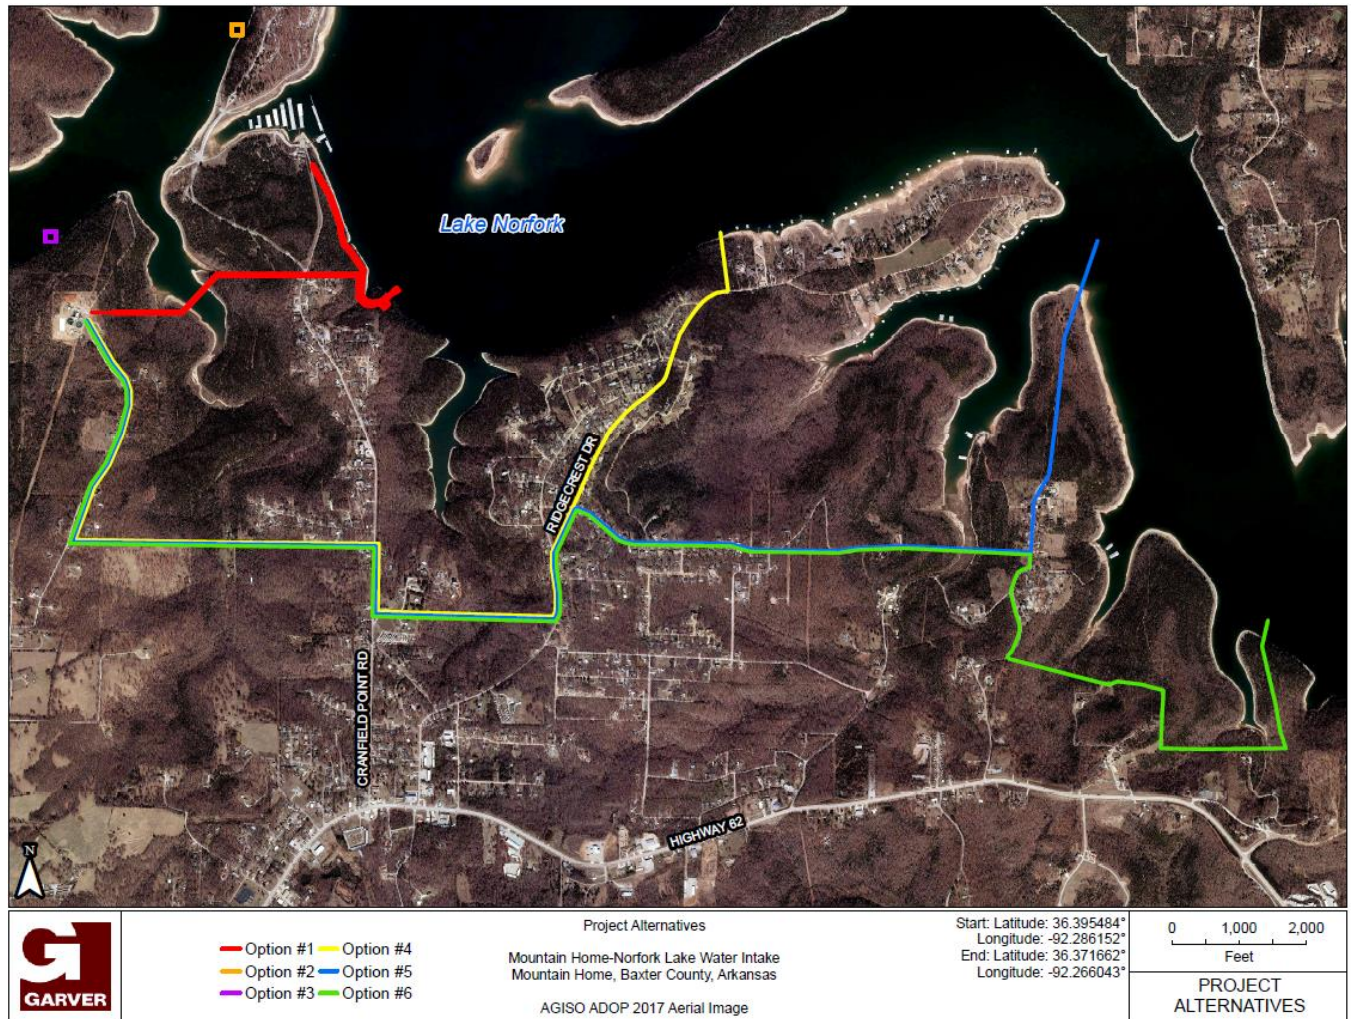 Lake Norfork
RIDGECREST DR
CRANFIELD POINT RD
HIGHWAY 62
N
G
GARVER
Option #1
Option #4
Option #2
Option #5
Option #3
Option #6
Project Alternatives
Mountain Home-Norfork Lake Water Intake
Mountain Home, Baxter County, Arkansas
AGISO ADOP 2017 Aerial Image
Start: Latitude: 36.395484°
Longitude: -92.286152°
End: Latitude: 36.371662°
Longitude: -92.266043°
0 1,000 2,000
Feet
PROJECT
ALTERNATIVES